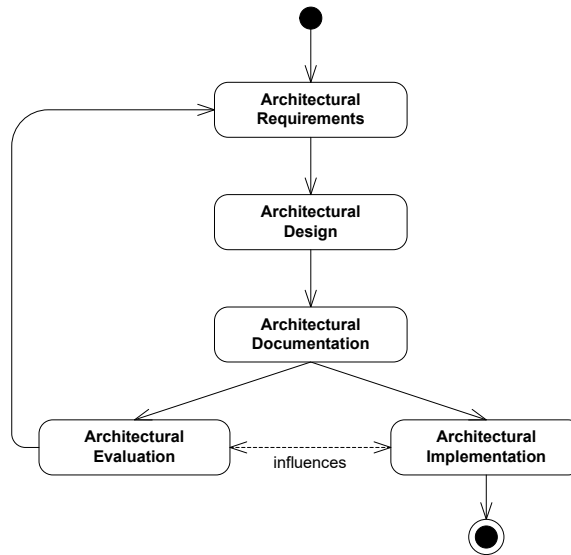 Architectural
Requirements
Architectural
Design
Architectural
Documentation
Architectural
Evaluation
influences
Architectural
Implementation